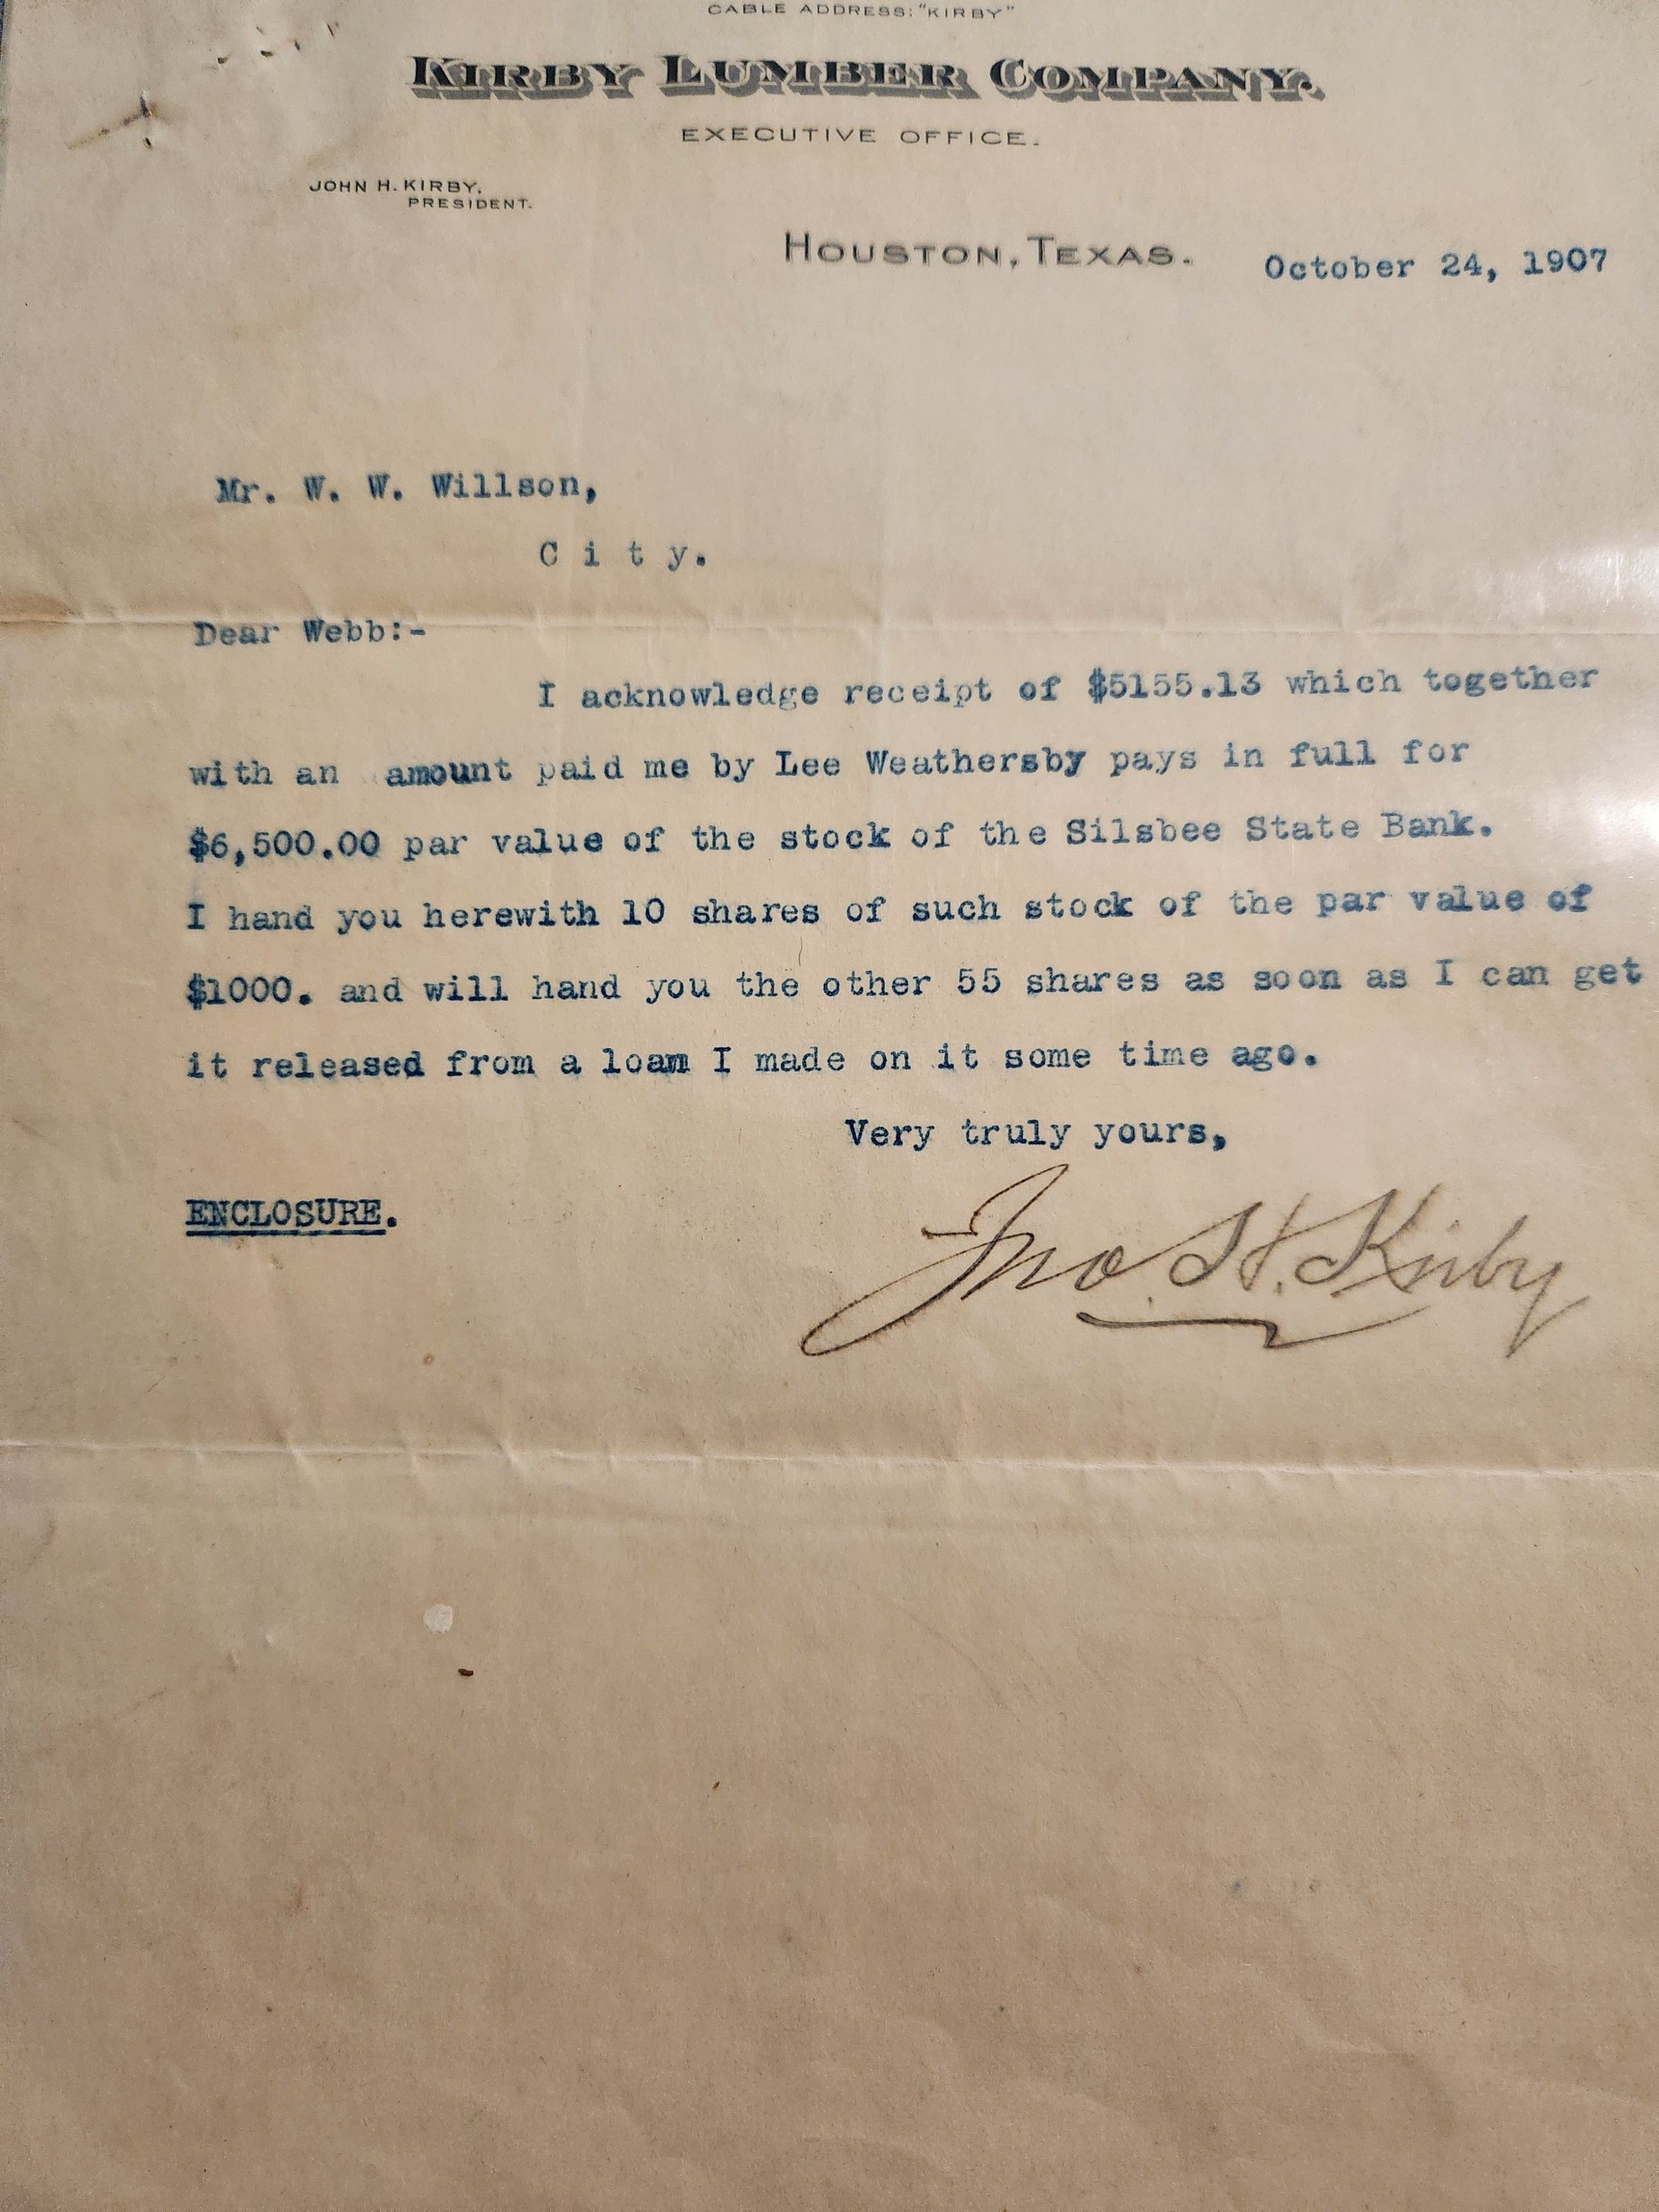 CABLE ADDRESS: "KIRBY"
KIRBY LUMBER COMPANY.
EXECUTIVE OFFICE.
JOHN H. KIRBY,
PRESIDENT.
HOUSTON, TEXAS. October 24, 1907
Mr. W. W. Willson,
C i t y.
Dear Webb:-
I acknowledge receipt of $5155.13 which together
with an amount paid me by Lee Weathersby pays in full for
$6,500.00 par value of the stock of the Silsbee State Bank.
I hand you herewith 10 shares of such stock of the par value of
$1000. and will hand you the other 55 shares as soon as I can get
it released from a loan I made on it some time ago.
Very truly yours,
ENCLOSURE.
Jno. H. Kirby